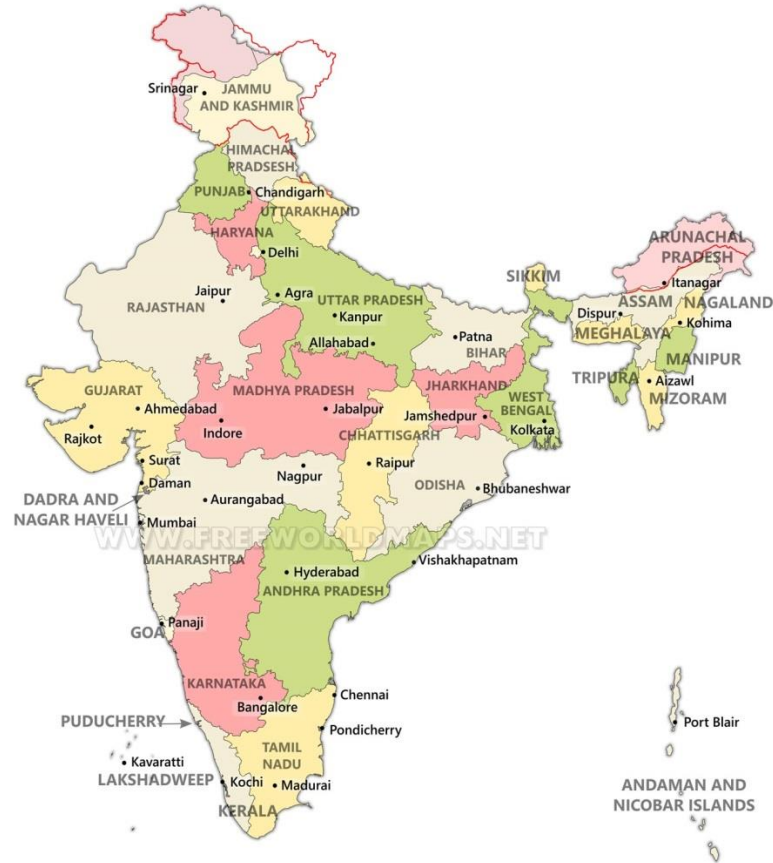 Srinagar
JAMMU
AND KASHMIR
HIMACHAL
PRADSESH
PUNJAB
Chandigarh
UTTARAKHAND
HARYANA
Delhi
ARUNACHAL
PRADESH
SIKKIM
Itanagar
RAJASTHAN
Jaipur
Agra
UTTAR PRADESH
Kanpur
Allahabad
Patna
BIHAR
ASSAM
NAGALAND
Dispur
MEGHALAYA
Kohima
MANIPUR
TRIPURA
Aizawl
MIZORAM
GUJARAT
Ahmedabad
Rajkot
MADHYA PRADESH
Jabalpur
Indore
JHARKHAND
Jamshedpur
WEST
BENGAL
Kolkata
CHHATTISGARH
Raipur
Surat
Daman
Nagpur
ODISHA
Bhubaneshwar
DADRA AND
NAGAR HAVELI
Aurangabad
Mumbai
WWW.FREEWORLDMAPS.NET
MAHARASHTRA
Vishakhapatnam
Hyderabad
ANDHRA PRADESH
Panaji
GOA
KARNATAKA
Bangalore
Chennai
PUDUCHERRY
Pondicherry
Port Blair
TAMIL
NADU
Kavaratti
LAKSHADWEEP
Kochi
Madurai
KERALA
ANDAMAN AND
NICOBAR ISLANDS